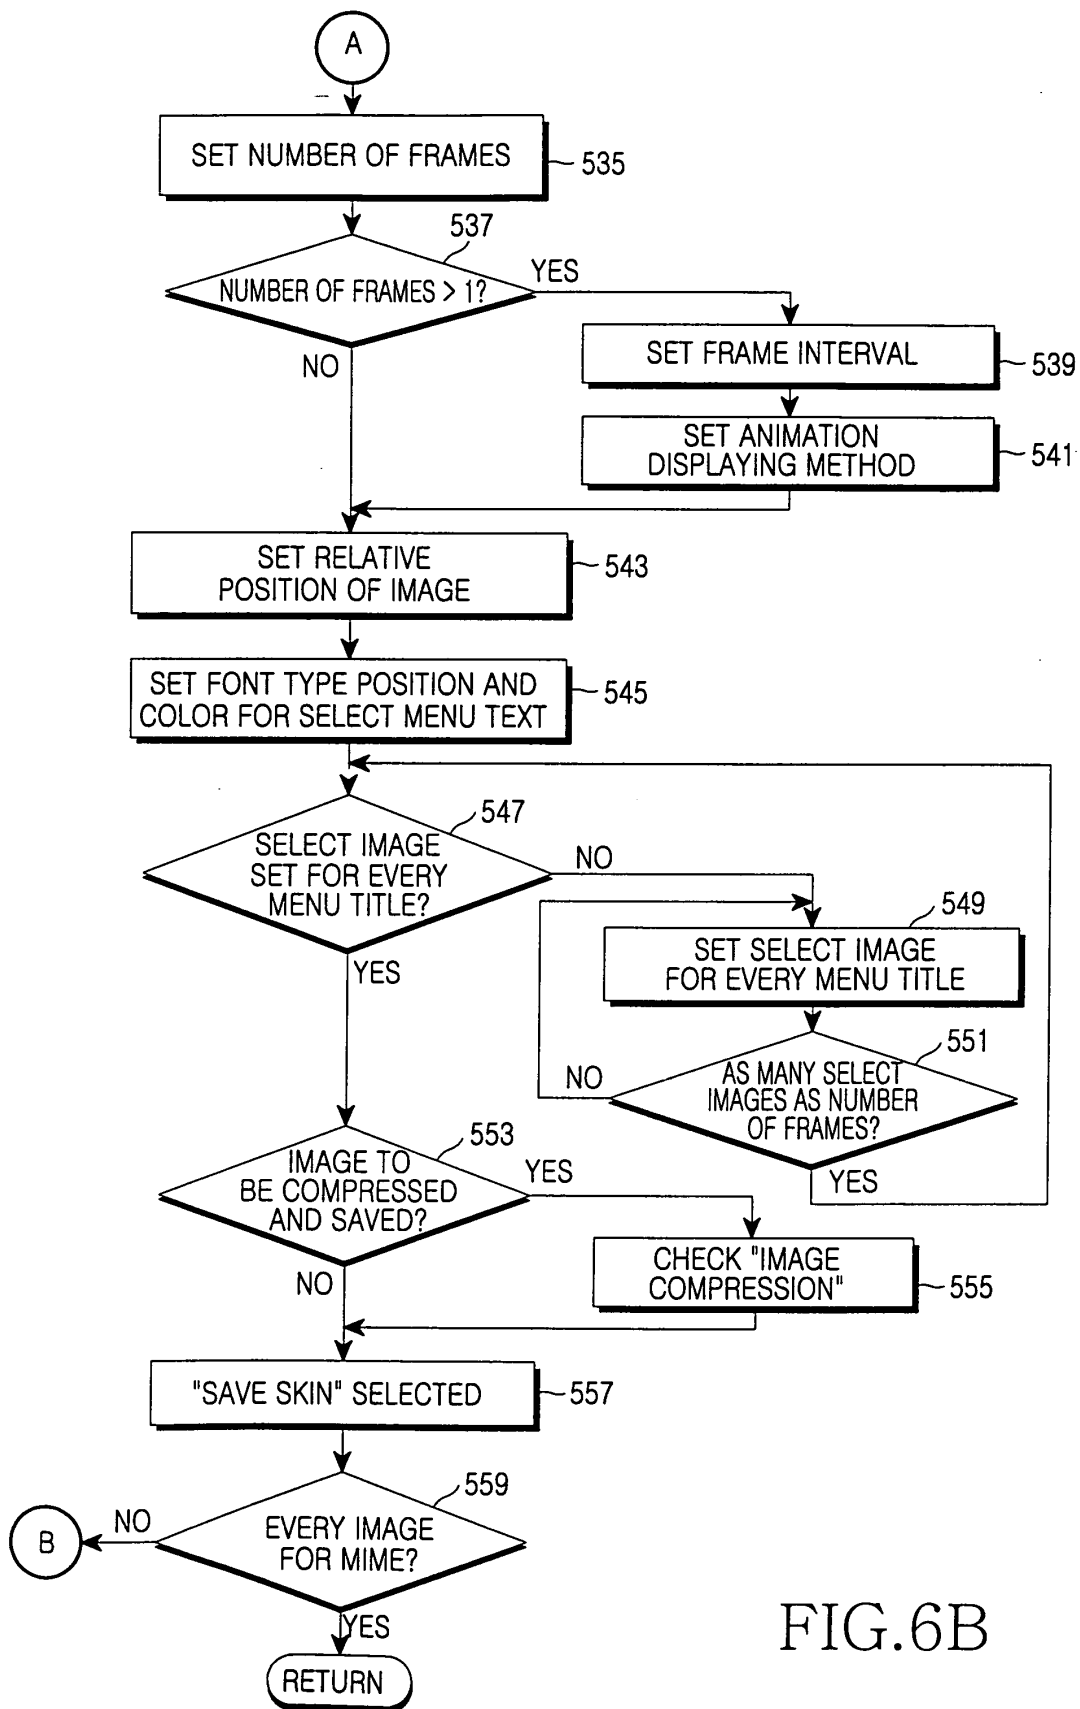 A
SET NUMBER OF FRAMES
535
537
NUMBER OF FRAMES > 1?
YES
NO
SET FRAME INTERVAL
539
SET ANIMATION
DISPLAYING METHOD
541
SET RELATIVE
POSITION OF IMAGE
543
SET FONT TYPE POSITION AND
COLOR FOR SELECT MENU TEXT
545
547
SELECT IMAGE
SET FOR EVERY
MENU TITLE?
NO
YES
549
SET SELECT IMAGE
FOR EVERY MENU TITLE
551
AS MANY SELECT
IMAGES AS NUMBER
OF FRAMES?
NO
YES
553
IMAGE TO
BE COMPRESSED
AND SAVED?
YES
NO
CHECK "IMAGE
COMPRESSION"
555
"SAVE SKIN" SELECTED
557
559
EVERY IMAGE
FOR MIME?
NO
B
YES
RETURN
FIG.6B